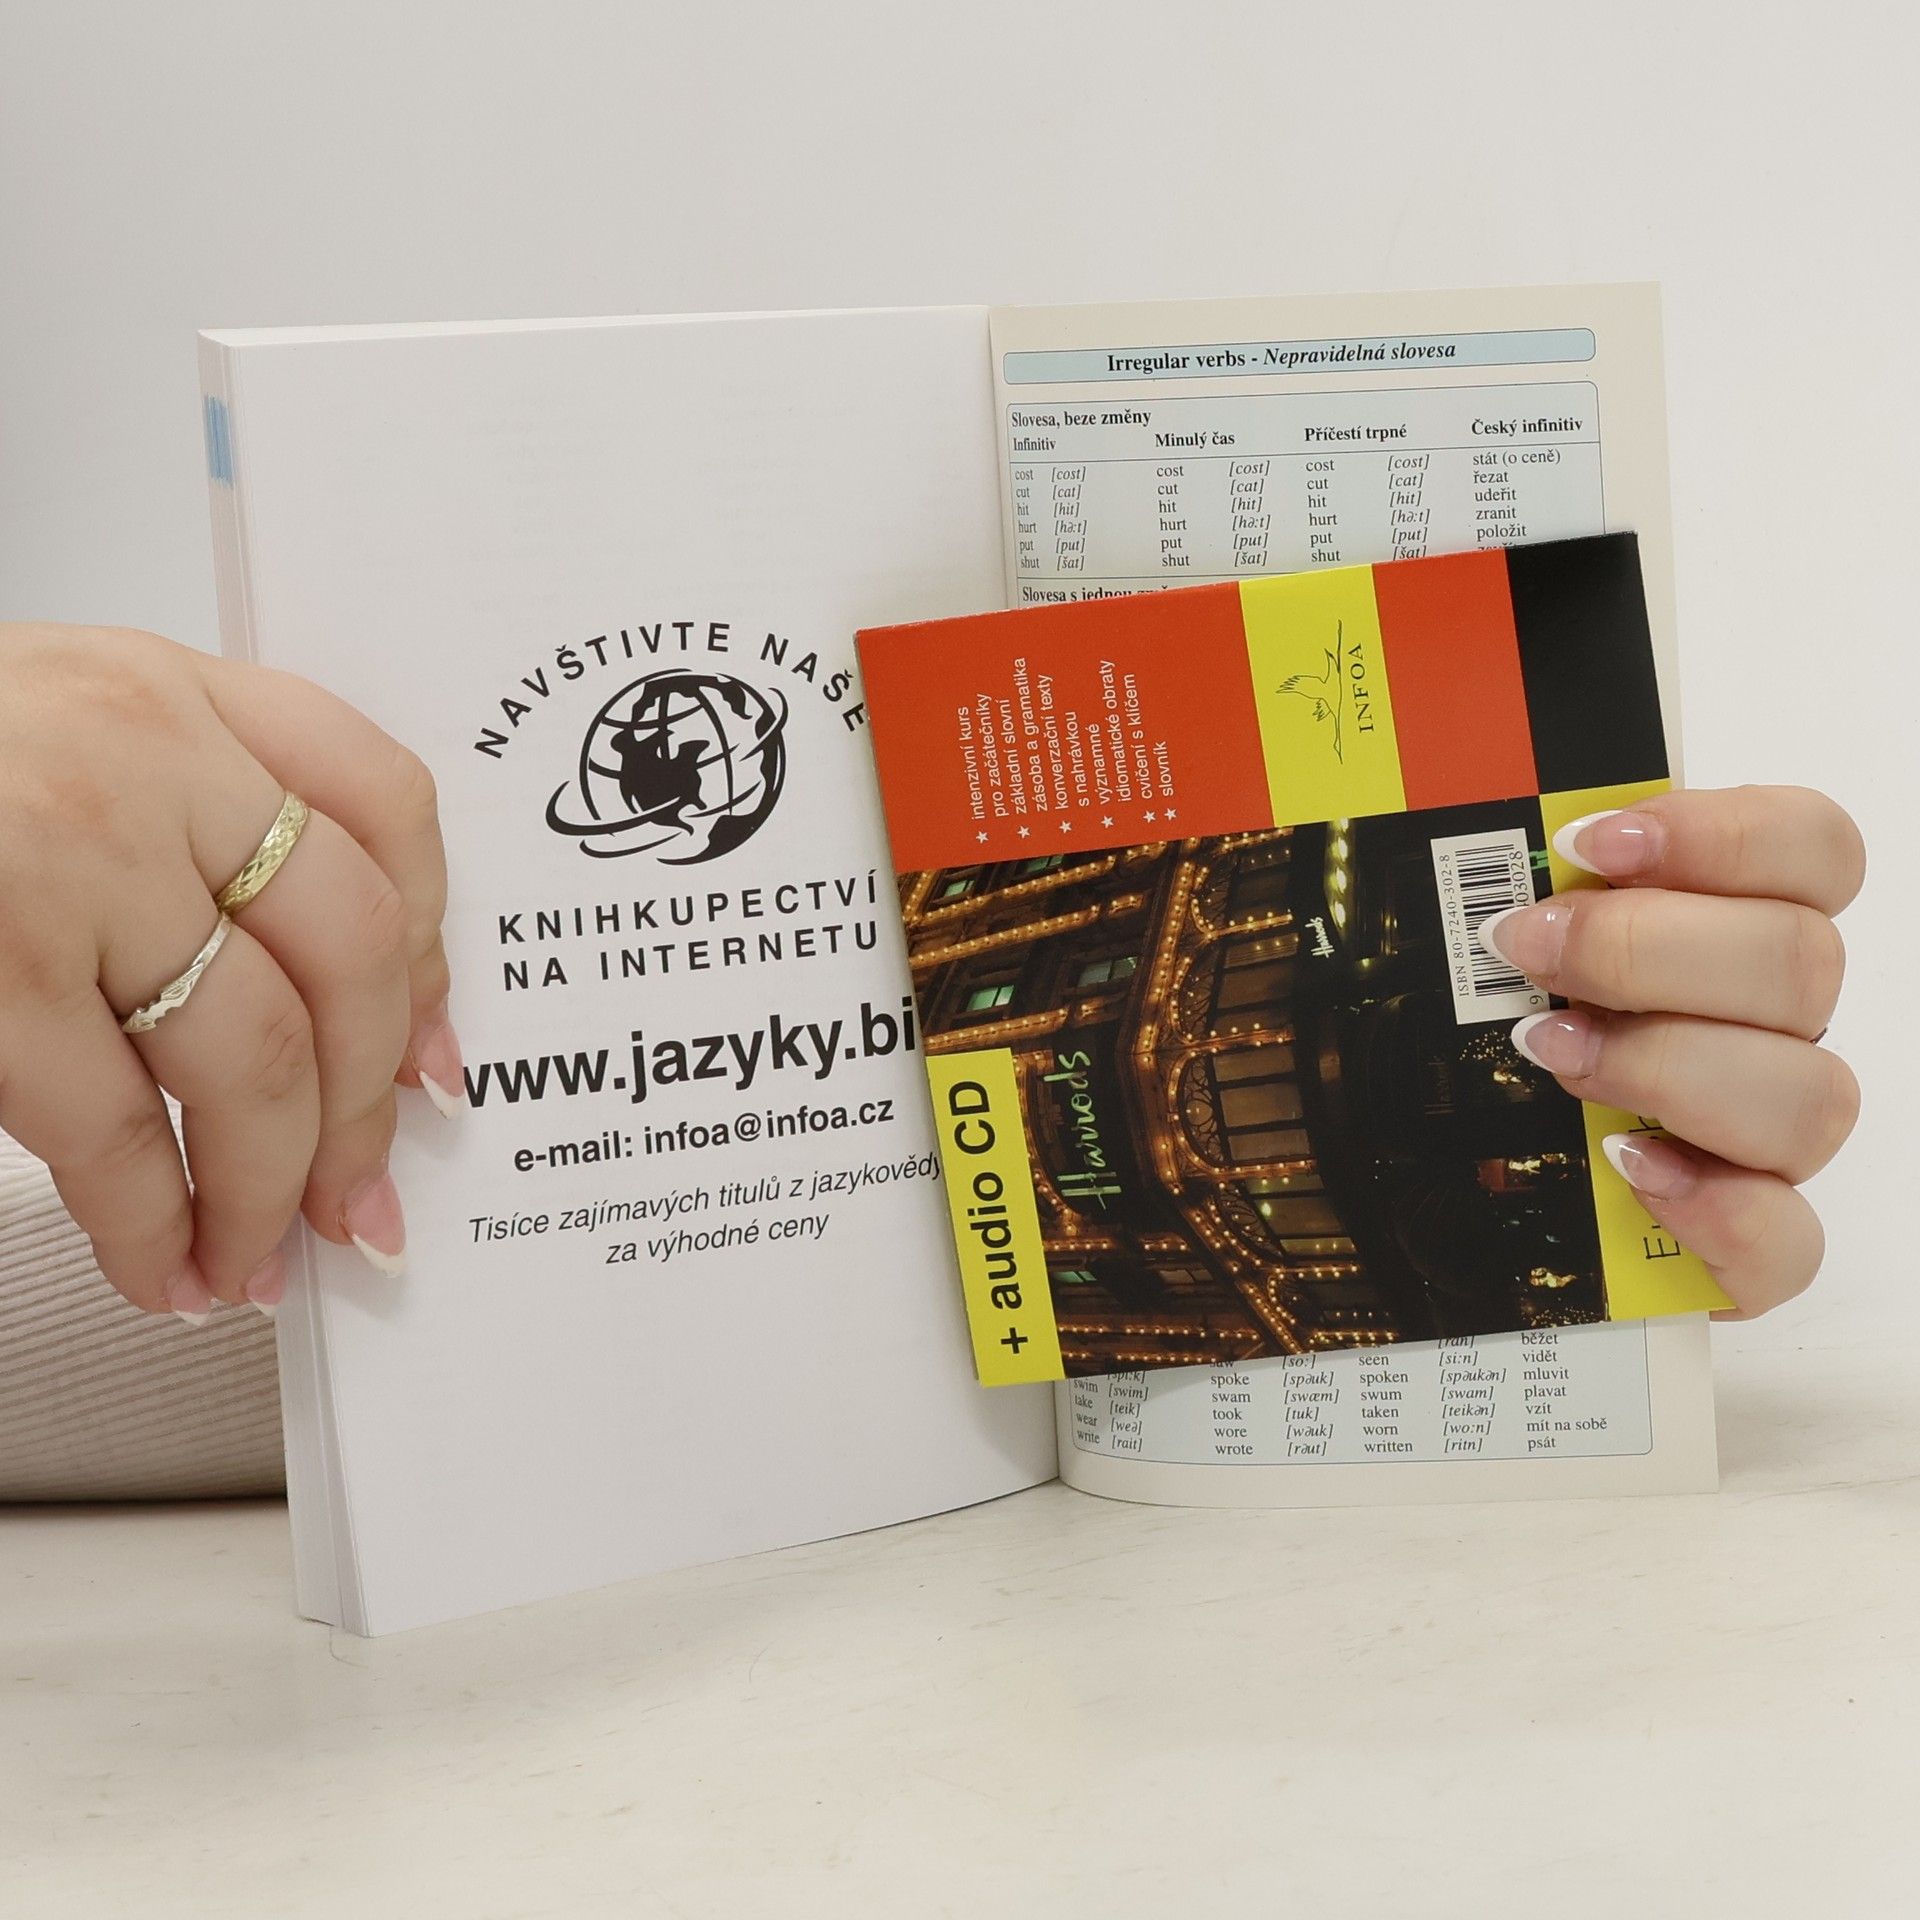 NAVŠTIVTE NAŠE
KNIHKUPECTVÍ
NA INTERNETU
www.jazyky.bi
e-mail: infoa@infoa.cz
Tisíce zajímavých titulů z jazykovědy
za výhodné ceny
Irregular verbs - Nepravidelná slovesa
Slovesa, beze změny
Infinitiv Minulý čas Příčestí trpné Český infinitiv
cost [cost] cost [cost] cost [cost] stát (o ceně)
cut [cat] cut [cat] cut [cat] řezat
hit [hit] hit [hit] hit [hit] udeřit
hurt [hə:t] hurt [hə:t] hurt [hə:t] zranit
put [put] put [put] put [put] položit
shut [šat] shut [šat] shut [šat]
Slovesa s jednou
★ intenzivní kurs
pro začátečníky
★ základní slovní
zásoba a gramatika
★ konverzační texty
s nahrávkou
★ významné
idiomatické obraty
★ cvičení s klíčem
★ slovník
INFOA
Harrods
ISBN 80-7240-302-8
Harrods
+ audio CD
[ran] běžet
saw [so:] seen [si:n] vidět
[spi:k] spoke [spəuk] spoken [spəukən] mluvit
swim [swim] swam [swæm] swum [swam] plavat
take [teik] took [tuk] taken [teikən] vzít
wear [weə] wore [wəuk] worn [wo:n] mít na sobě
write [rait] wrote [rəut] written [ritn] psát